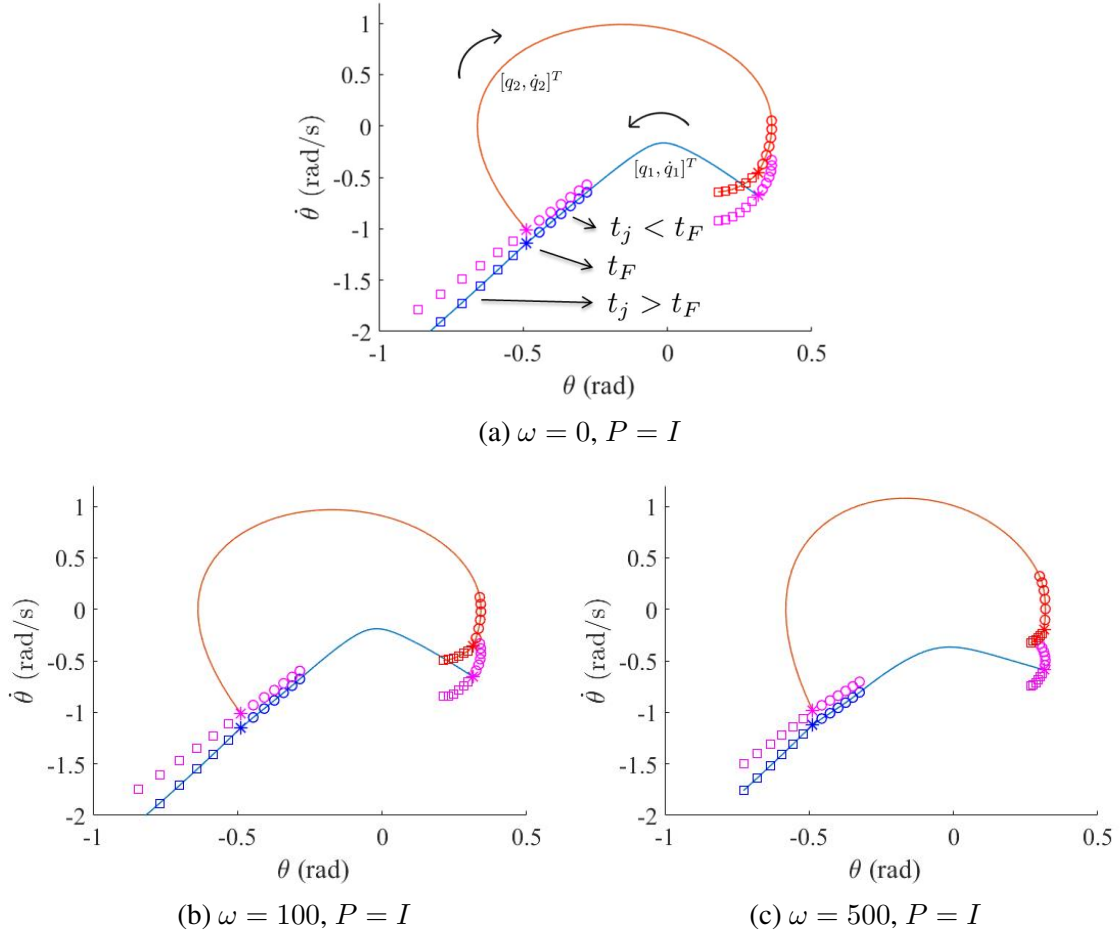 1
0.5
0
-0.5
-1
-1.5
-2
θ̇ (rad/s)
[q₂, q̇₂]ᵀ
[q₁, q̇₁]ᵀ
t_j < t_F
t_F
t_j > t_F
-1 -0.5 0 0.5
θ (rad)
(a) ω = 0, P = I
1
0.5
0
-0.5
-1
-1.5
-2
θ̇ (rad/s)
-1 -0.5 0 0.5
θ (rad)
(b) ω = 100, P = I
1
0.5
0
-0.5
-1
-1.5
-2
θ̇ (rad/s)
-1 -0.5 0 0.5
θ (rad)
(c) ω = 500, P = I